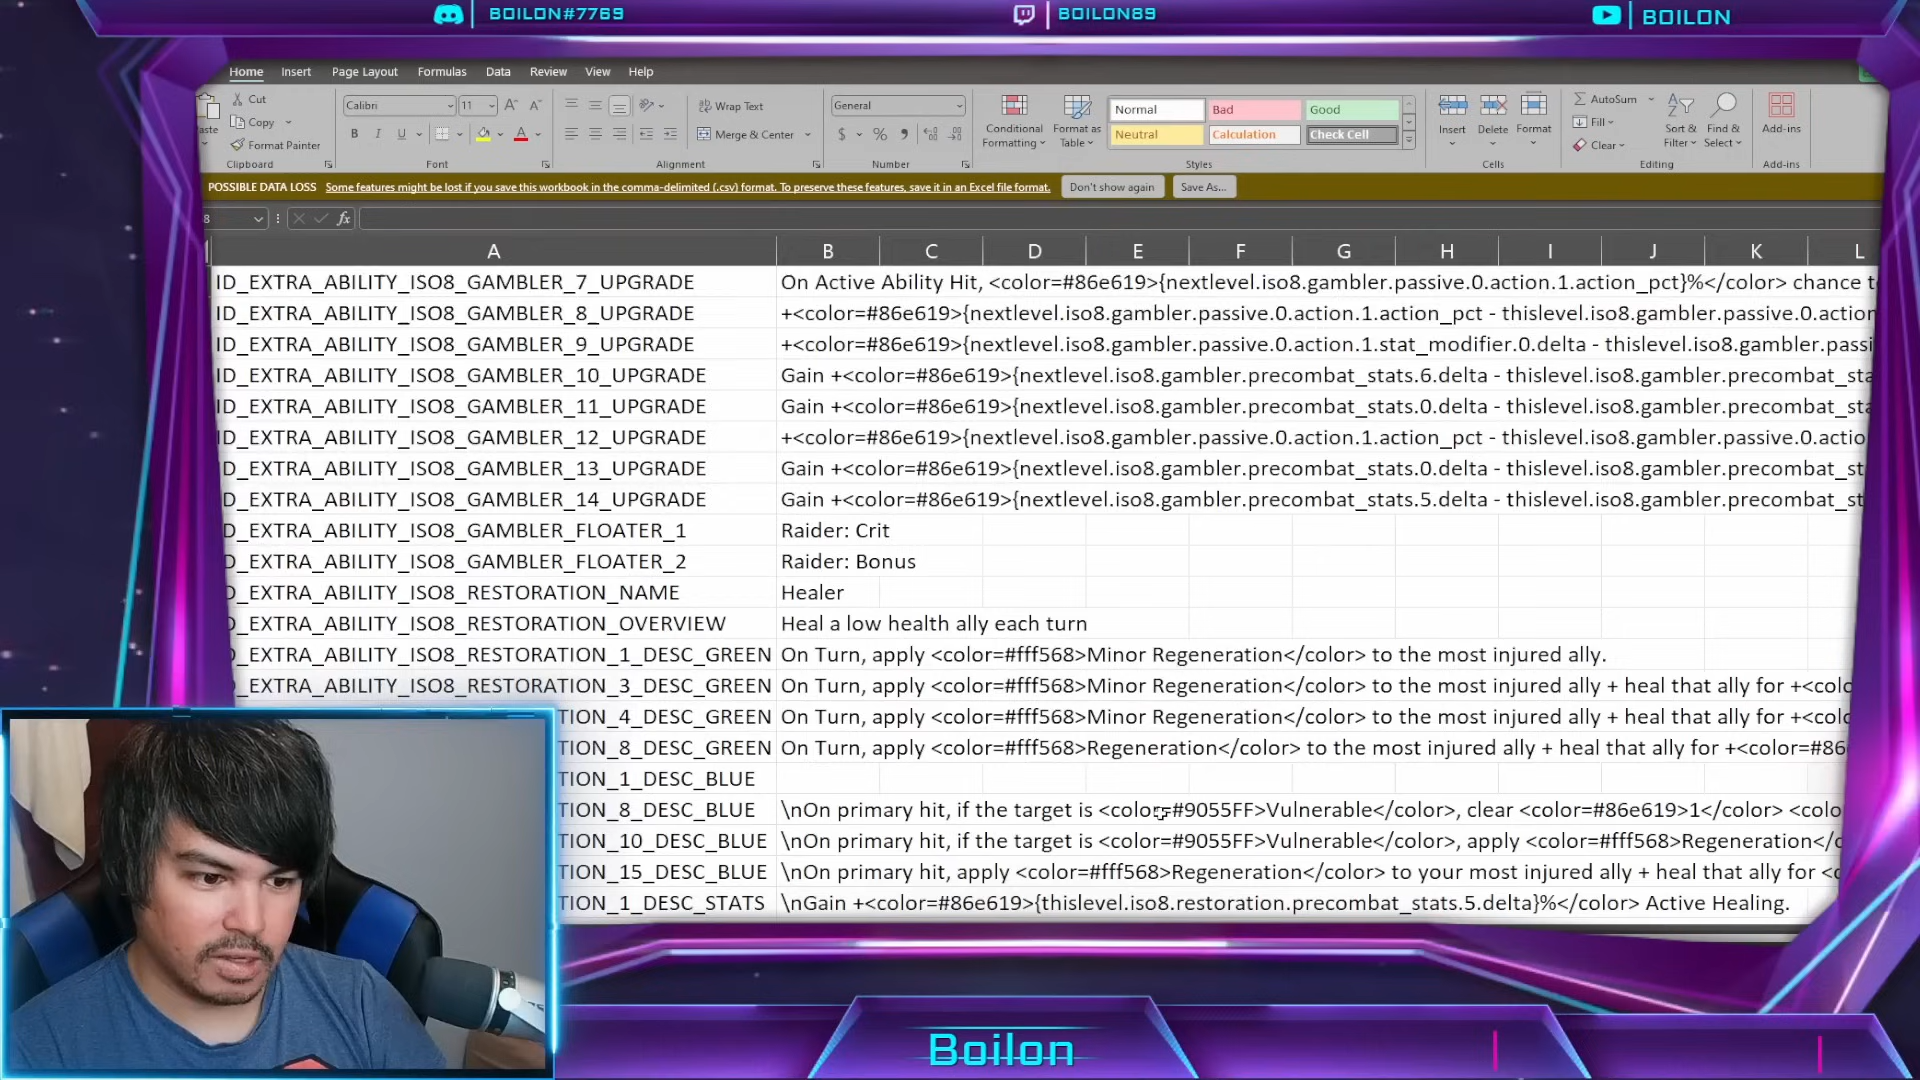 BOILON#7769
BOILON89
BOILON
Home Insert Page Layout Formulas Data Review View Help
Cut
Copy
Format Painter
Clipboard
Calibri 11
B I U
Font
Wrap Text
Merge & Center
Alignment
General
$ %
Number
Conditional Formatting
Format as Table
Normal Bad Good
Neutral Calculation Check Cell
Styles
Insert Delete Format
Cells
AutoSum
Fill
Clear
Sort & Filter
Find & Select
Editing
Add-ins
Add-ins
POSSIBLE DATA LOSS Some features might be lost if you save this workbook in the comma-delimited (.csv) format. To preserve these features, save it in an Excel file format. Don't show again Save As...
8 fx
A B C D E F G H I J K L
ID_EXTRA_ABILITY_ISO8_GAMBLER_7_UPGRADE On Active Ability Hit, <color=#86e619>{nextlevel.iso8.gambler.passive.0.action.1.action_pct}%</color> chance t
ID_EXTRA_ABILITY_ISO8_GAMBLER_8_UPGRADE +<color=#86e619>{nextlevel.iso8.gambler.passive.0.action.1.action_pct - thislevel.iso8.gambler.passive.0.action
ID_EXTRA_ABILITY_ISO8_GAMBLER_9_UPGRADE +<color=#86e619>{nextlevel.iso8.gambler.passive.0.action.1.stat_modifier.0.delta - thislevel.iso8.gambler.passi
ID_EXTRA_ABILITY_ISO8_GAMBLER_10_UPGRADE Gain +<color=#86e619>{nextlevel.iso8.gambler.precombat_stats.6.delta - thislevel.iso8.gambler.precombat_sta
ID_EXTRA_ABILITY_ISO8_GAMBLER_11_UPGRADE Gain +<color=#86e619>{nextlevel.iso8.gambler.precombat_stats.0.delta - thislevel.iso8.gambler.precombat_sta
ID_EXTRA_ABILITY_ISO8_GAMBLER_12_UPGRADE +<color=#86e619>{nextlevel.iso8.gambler.passive.0.action.1.action_pct - thislevel.iso8.gambler.passive.0.actio
ID_EXTRA_ABILITY_ISO8_GAMBLER_13_UPGRADE Gain +<color=#86e619>{nextlevel.iso8.gambler.precombat_stats.0.delta - thislevel.iso8.gambler.precombat_st
ID_EXTRA_ABILITY_ISO8_GAMBLER_14_UPGRADE Gain +<color=#86e619>{nextlevel.iso8.gambler.precombat_stats.5.delta - thislevel.iso8.gambler.precombat_st
D_EXTRA_ABILITY_ISO8_GAMBLER_FLOATER_1 Raider: Crit
D_EXTRA_ABILITY_ISO8_GAMBLER_FLOATER_2 Raider: Bonus
D_EXTRA_ABILITY_ISO8_RESTORATION_NAME Healer
D_EXTRA_ABILITY_ISO8_RESTORATION_OVERVIEW Heal a low health ally each turn
D_EXTRA_ABILITY_ISO8_RESTORATION_1_DESC_GREEN On Turn, apply <color=#fff568>Minor Regeneration</color> to the most injured ally.
D_EXTRA_ABILITY_ISO8_RESTORATION_3_DESC_GREEN On Turn, apply <color=#fff568>Minor Regeneration</color> to the most injured ally + heal that ally for +<colo
TION_4_DESC_GREEN On Turn, apply <color=#fff568>Minor Regeneration</color> to the most injured ally + heal that ally for +<colo
TION_8_DESC_GREEN On Turn, apply <color=#fff568>Regeneration</color> to the most injured ally + heal that ally for +<color=#86
TION_1_DESC_BLUE
TION_8_DESC_BLUE \nOn primary hit, if the target is <color=#9055FF>Vulnerable</color>, clear <color=#86e619>1</color> <colo
TION_10_DESC_BLUE \nOn primary hit, if the target is <color=#9055FF>Vulnerable</color>, apply <color=#fff568>Regeneration</c
TION_15_DESC_BLUE \nOn primary hit, apply <color=#fff568>Regeneration</color> to your most injured ally + heal that ally for <c
TION_1_DESC_STATS \nGain +<color=#86e619>{thislevel.iso8.restoration.precombat_stats.5.delta}%</color> Active Healing.
Boilon